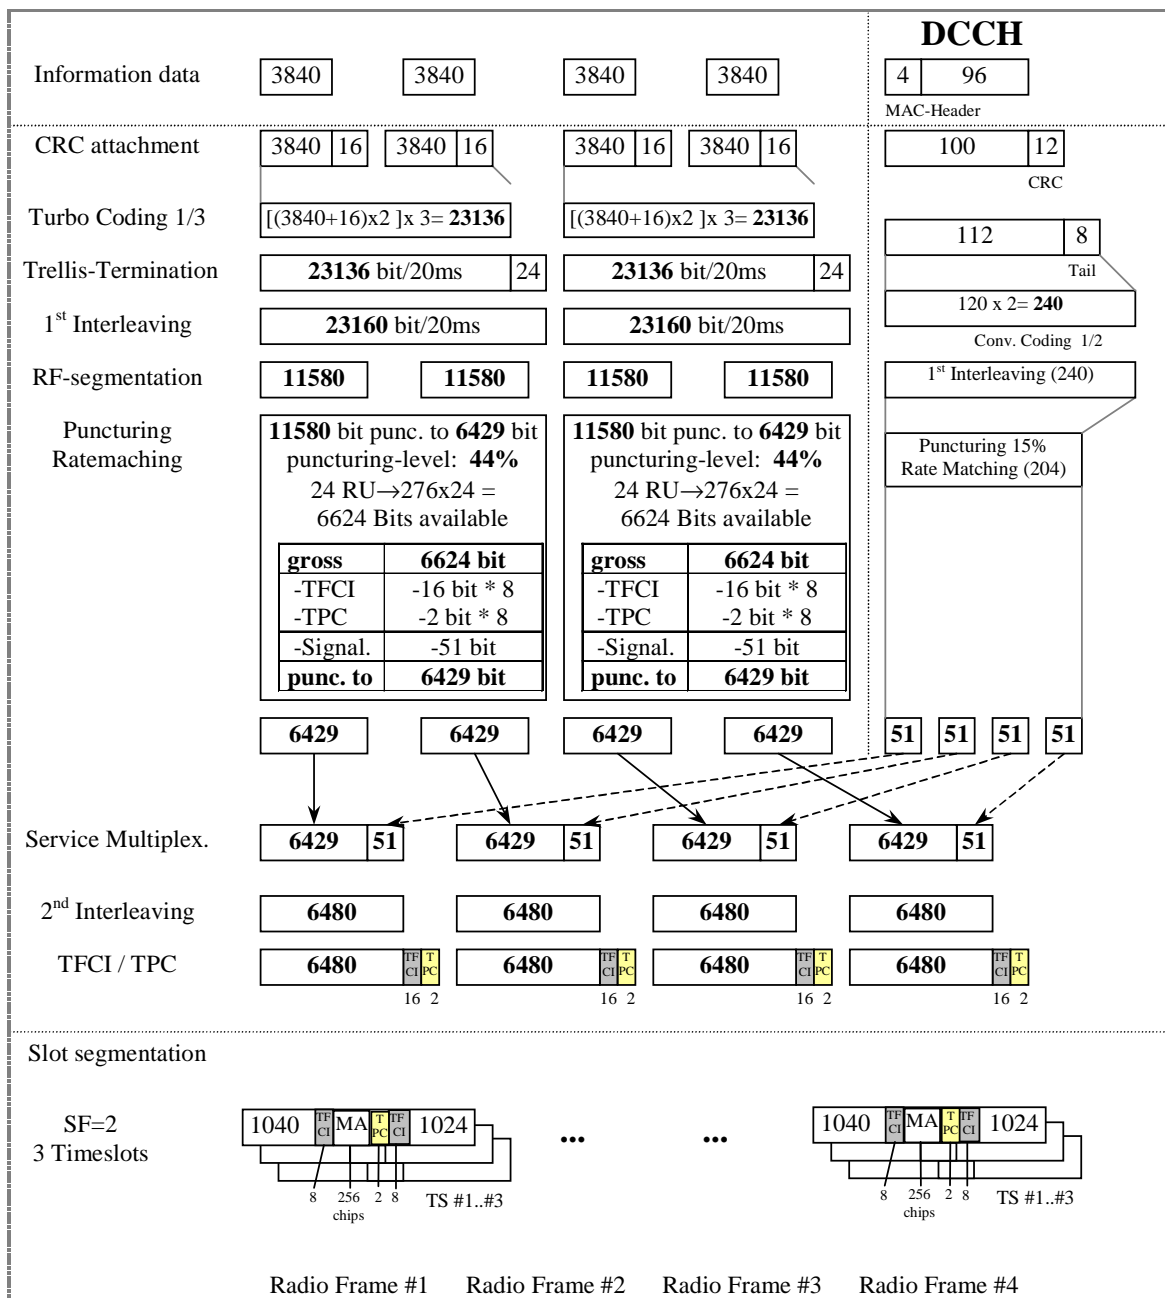 DCCH
Information data 3840 3840 3840 3840 4 96
MAC-Header
CRC attachment 3840 16 3840 16 3840 16 3840 16 100 12
CRC
Turbo Coding 1/3 [(3840+16)x2 ]x 3= 23136 [(3840+16)x2 ]x 3= 23136
112 8
Trellis-Termination 23136 bit/20ms 24 23136 bit/20ms 24
Tail
120 x 2= 240
1st Interleaving 23160 bit/20ms 23160 bit/20ms
Conv. Coding 1/2
RF-segmentation 11580 11580 11580 11580 1st Interleaving (240)
Puncturing 11580 bit punc. to 6429 bit 11580 bit punc. to 6429 bit
Ratemaching puncturing-level: 44% puncturing-level: 44%
Puncturing 15%
Rate Matching (204)
24 RU→276x24 = 24 RU→276x24 =
6624 Bits available 6624 Bits available
gross 6624 bit gross 6624 bit
-TFCI -16 bit * 8 -TFCI -16 bit * 8
-TPC -2 bit * 8 -TPC -2 bit * 8
-Signal. -51 bit -Signal. -51 bit
punc. to 6429 bit punc. to 6429 bit
6429 6429 6429 6429 51 51 51 51
Service Multiplex. 6429 51 6429 51 6429 51 6429 51
2nd Interleaving 6480 6480 6480 6480
TFCI / TPC 6480 TF CI T PC 6480 TF CI T PC 6480 TF CI T PC 6480 TF CI T PC
16 2 16 2 16 2 16 2
Slot segmentation
SF=2 1040 TF CI MA T PC TF CI 1024 ... ... 1040 TF CI MA T PC TF CI 1024
3 Timeslots
8 256 2 8 TS #1..#3 8 256 2 8 TS #1..#3
chips chips
Radio Frame #1 Radio Frame #2 Radio Frame #3 Radio Frame #4